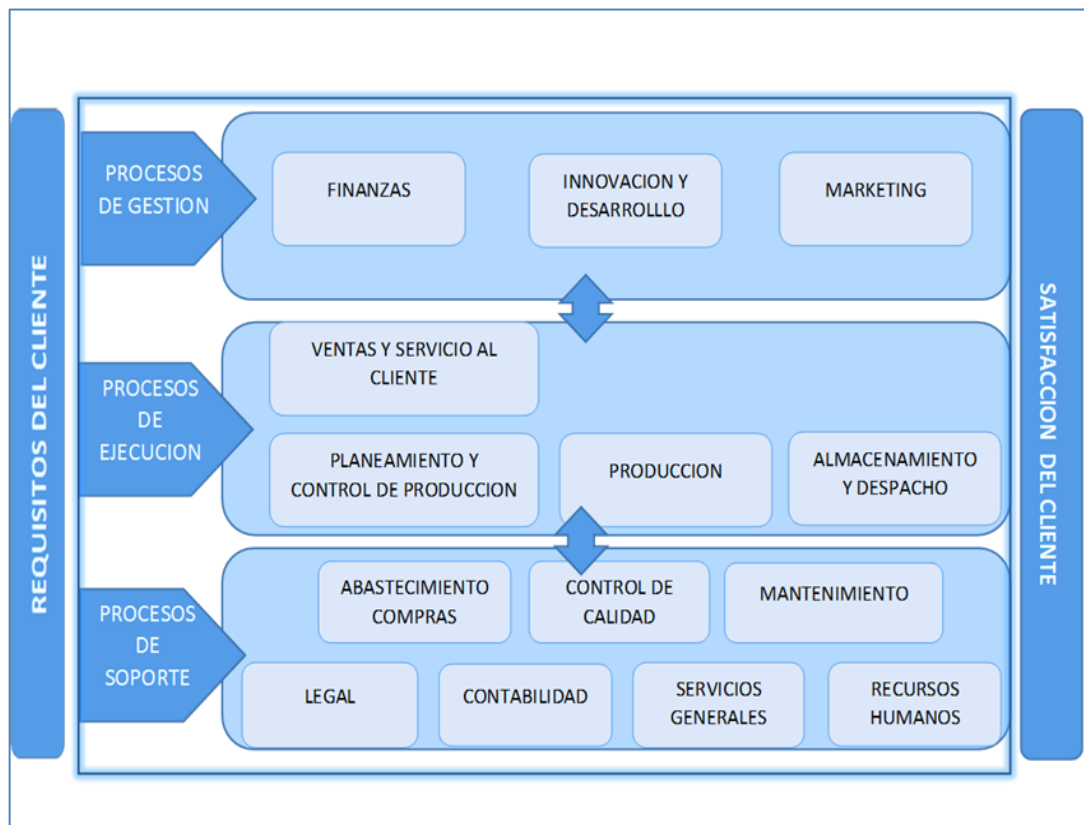 REQUISITOS DEL CLIENTE
PROCESOS
DE GESTION
FINANZAS
INNOVACION Y
DESARROLLLO
MARKETING
PROCESOS
DE
EJECUCION
VENTAS Y SERVICIO AL
CLIENTE
PLANEAMIENTO Y
CONTROL DE PRODUCCION
PRODUCCION
ALMACENAMIENTO
Y DESPACHO
PROCESOS
DE
SOPORTE
ABASTECIMIENTO
COMPRAS
CONTROL DE
CALIDAD
MANTENIMIENTO
LEGAL
CONTABILIDAD
SERVICIOS
GENERALES
RECURSOS
HUMANOS
SATISFACCION DEL CLIENTE